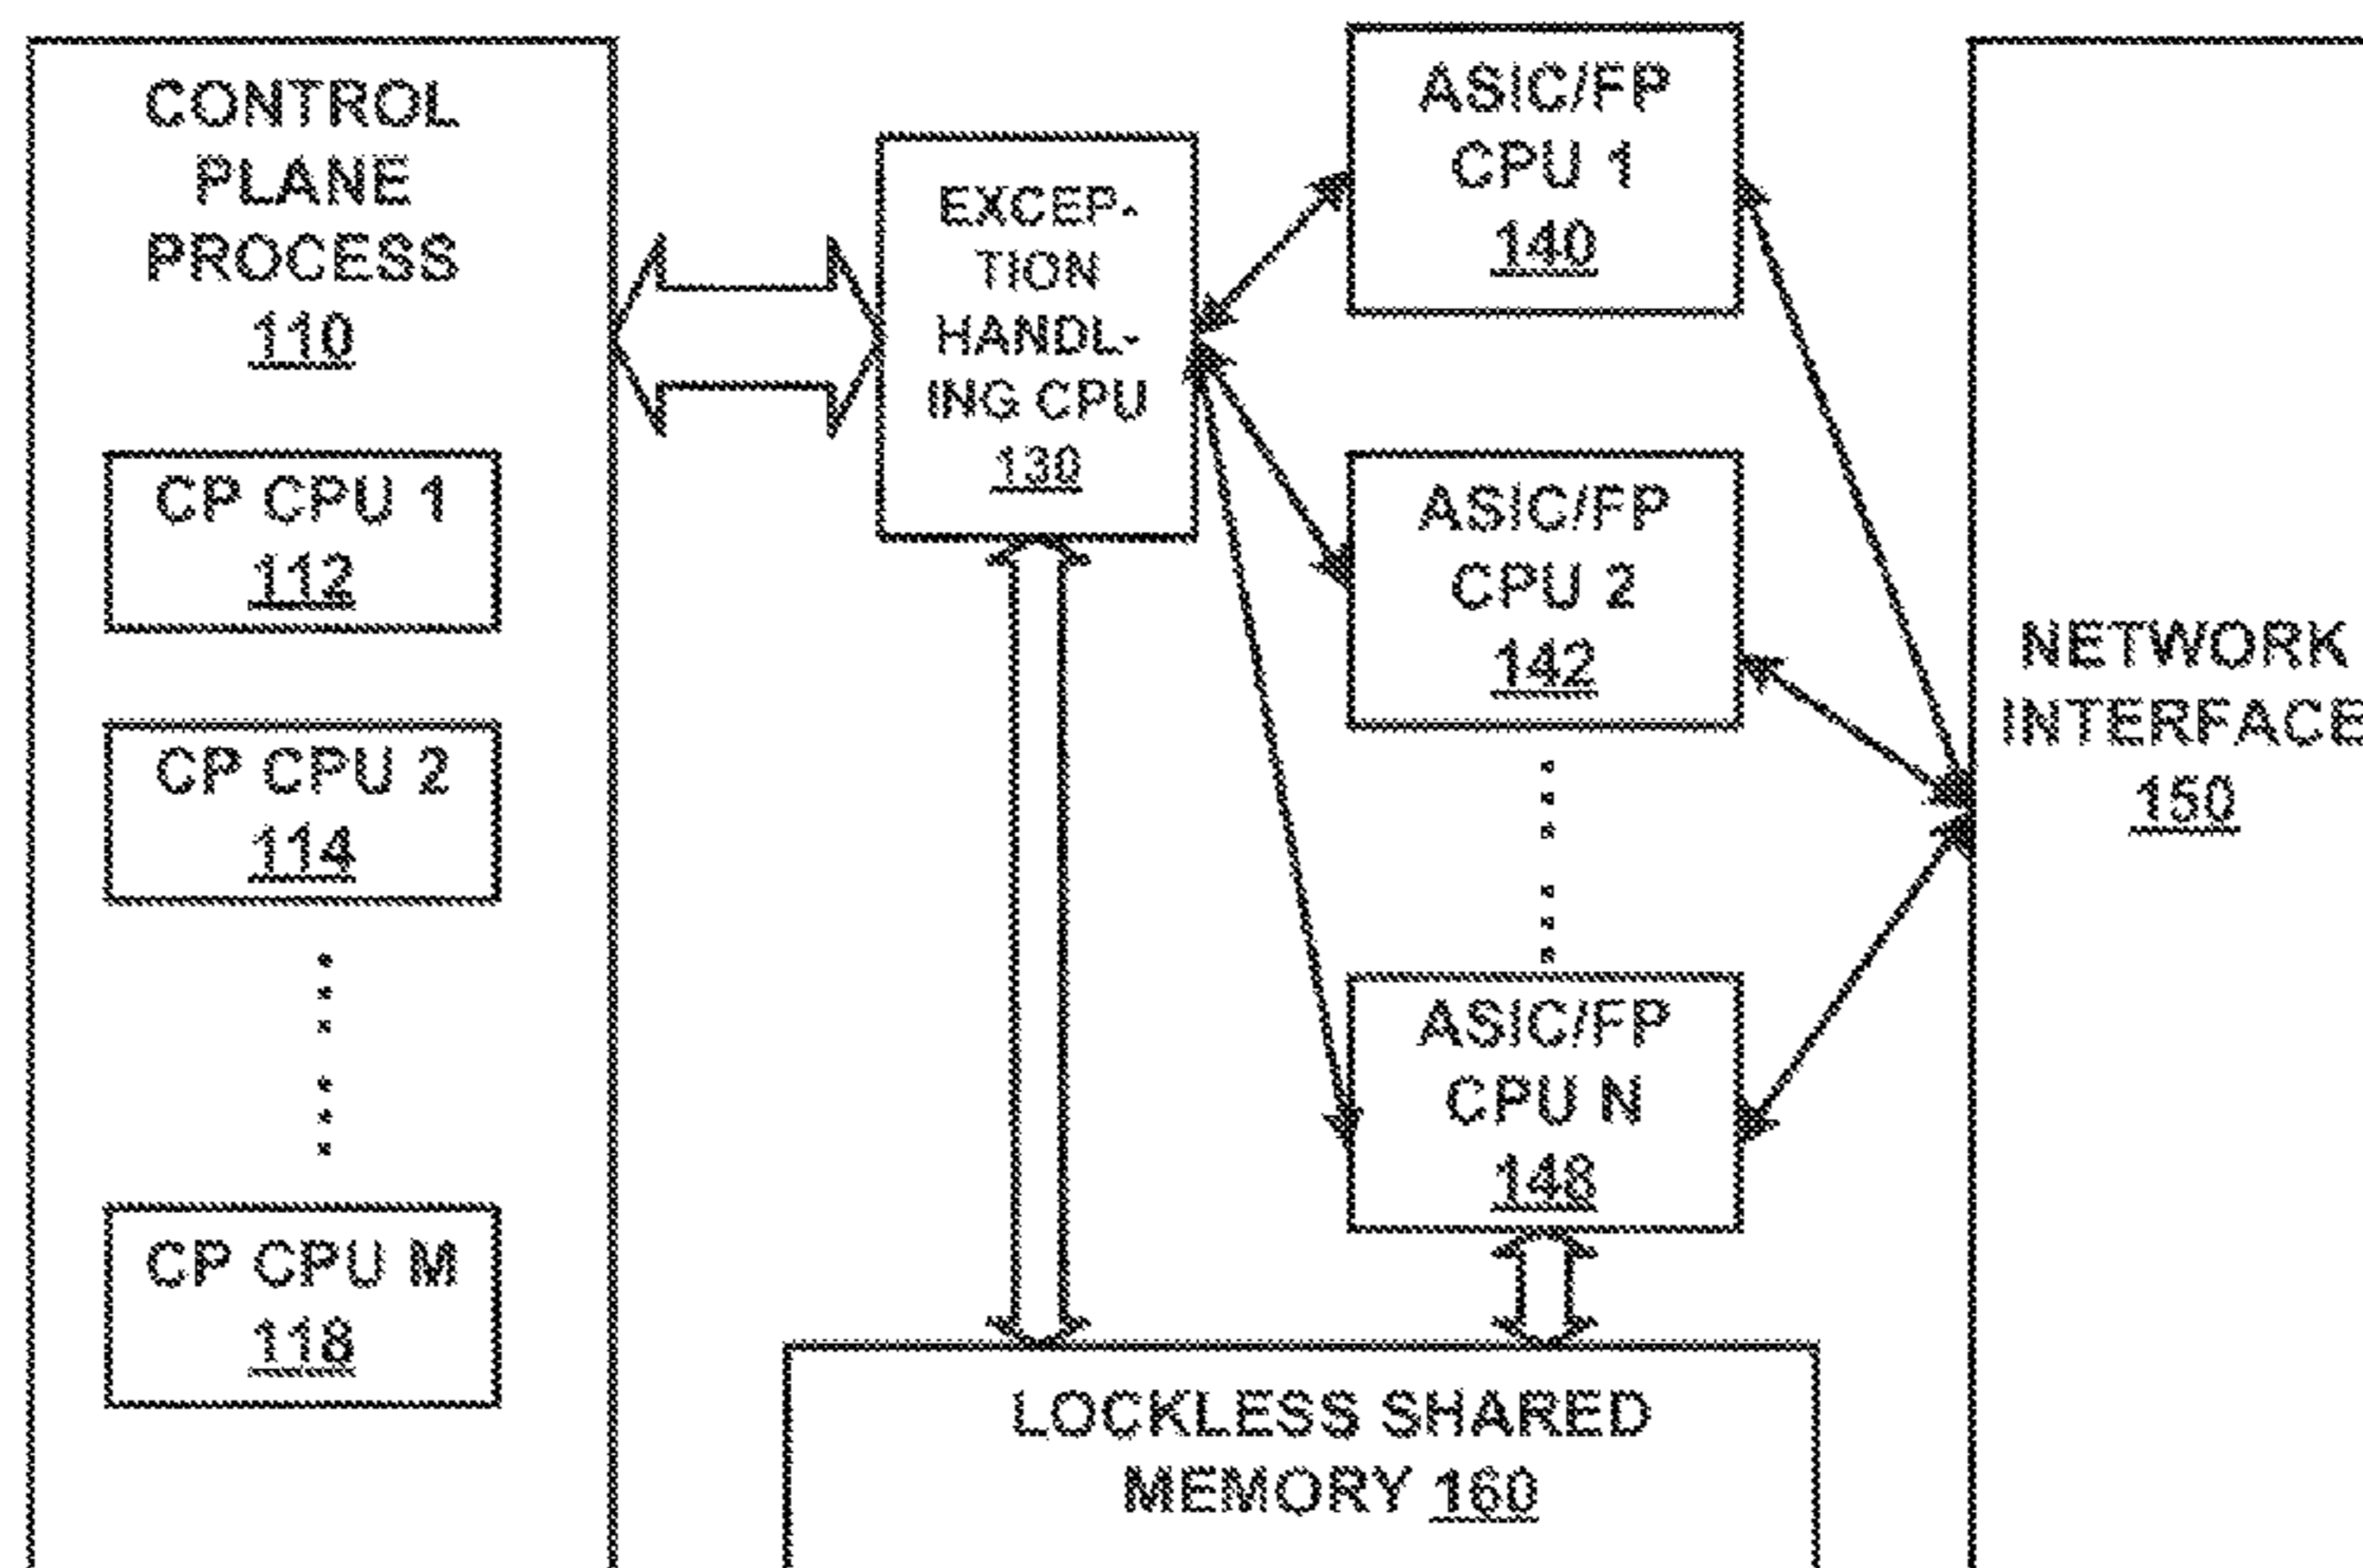 CONTROL
PLANE
PROCESS
110
CP CPU 1
112
CP CPU 2
114
CP CPU M
118
EXCEP-
TION
HANDL-
ING CPU
130
ASIC/FP
CPU 1
140
ASIC/FP
CPU 2
142
ASIC/FP
CPU N
148
NETWORK
INTERFACE
150
LOCKLESS SHARED
MEMORY 160